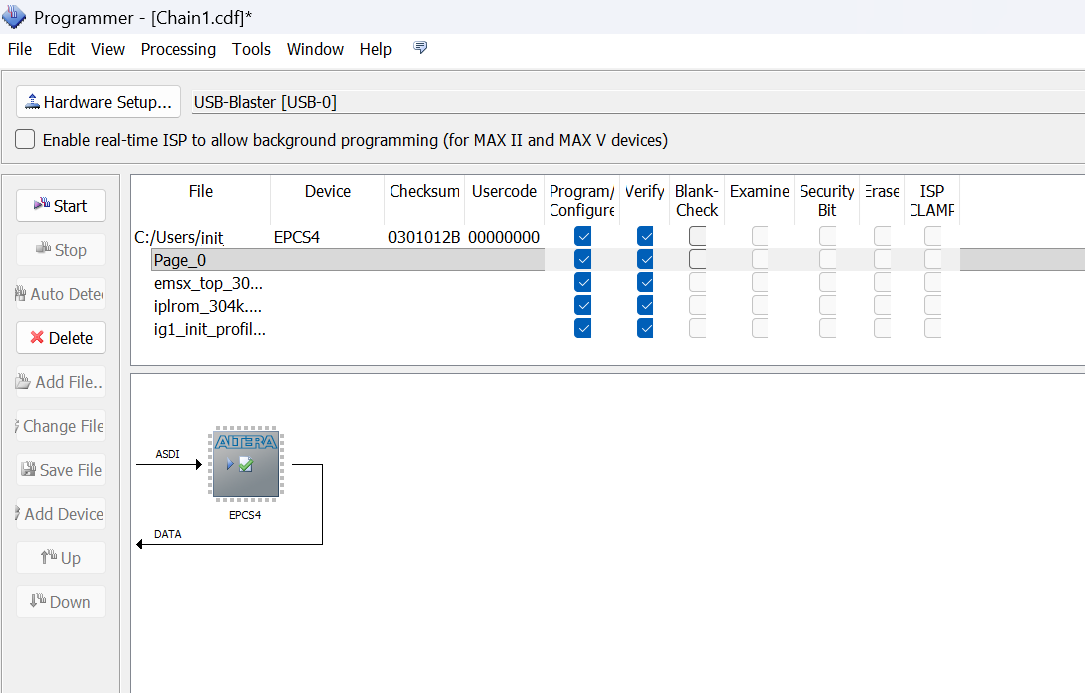 Programmer - [Chain1.cdf]*
File Edit View Processing Tools Window Help
Hardware Setup... USB-Blaster [USB-0]
Enable real-time ISP to allow background programming (for MAX II and MAX V devices)
File Device Checksum Usercode Program/ Verify Blank- Examine Security Erase ISP
Configure Check Bit CLAMP
Start
Stop
Auto Dete
Delete
Add File..
Change File
Save File
Add Device
Up
Down
C:/Users/init EPCS4 0301012B 00000000
Page_0
emsx_top_30...
iplrom_304k....
ig1_init_profil...
ALTERA
ASDI
EPCS4
DATA